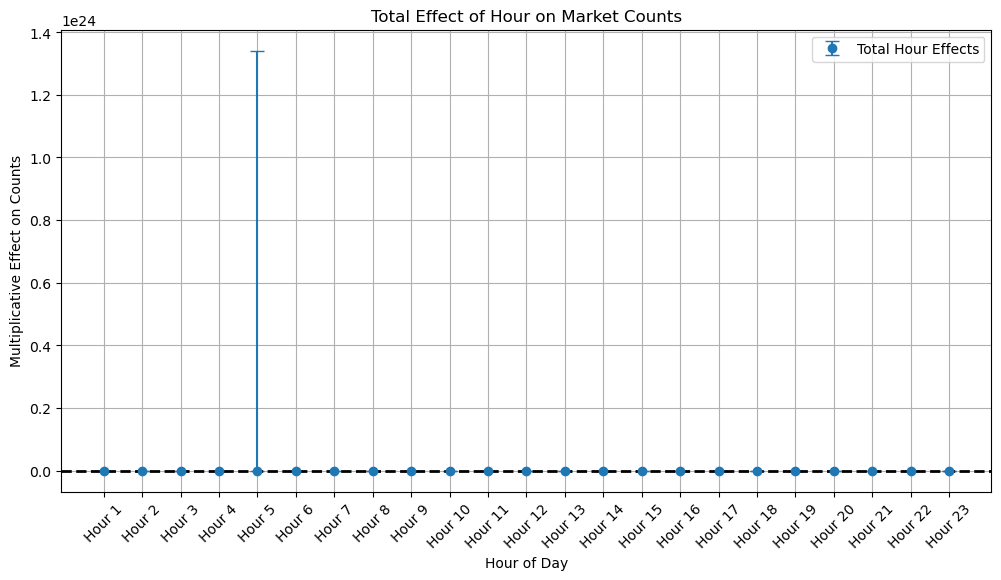 Total Effect of Hour on Market Counts
1e24
Total Hour Effects
1.4
1.2
1.0
0.8
0.6
0.4
0.2
0.0
Multiplicative Effect on Counts
Hour 1
Hour 2
Hour 3
Hour 4
Hour 5
Hour 6
Hour 7
Hour 8
Hour 9
Hour 10
Hour 11
Hour 12
Hour 13
Hour 14
Hour 15
Hour 16
Hour 17
Hour 18
Hour 19
Hour 20
Hour 21
Hour 22
Hour 23
Hour of Day